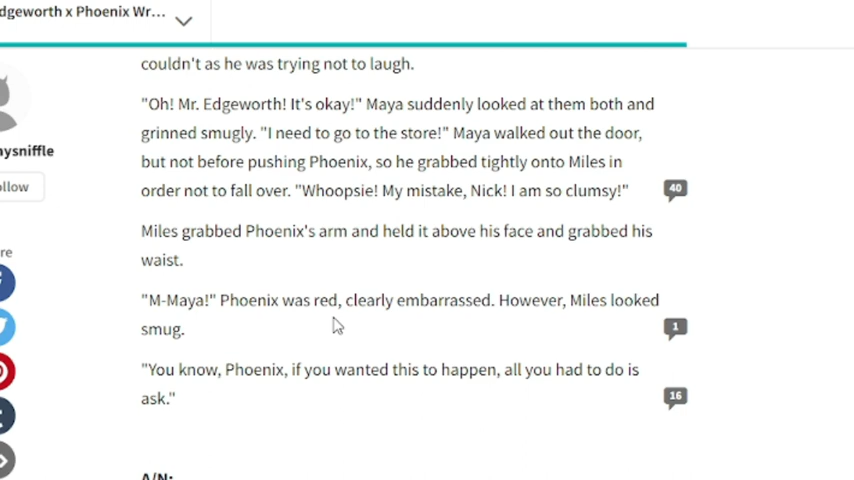 dgeworth x Phoenix Wr...
couldn't as he was trying not to laugh.
"Oh! Mr. Edgeworth! It's okay!" Maya suddenly looked at them both and
grinned smugly. "I need to go to the store!" Maya walked out the door,
but not before pushing Phoenix, so he grabbed tightly onto Miles in
order not to fall over. "Whoopsie! My mistake, Nick! I am so clumsy!"
40
Miles grabbed Phoenix's arm and held it above his face and grabbed his
waist.
"M-Maya!" Phoenix was red, clearly embarrassed. However, Miles looked
smug.
1
"You know, Phoenix, if you wanted this to happen, all you had to do is
ask."
16
A/N:
aysniffle
ollow
re